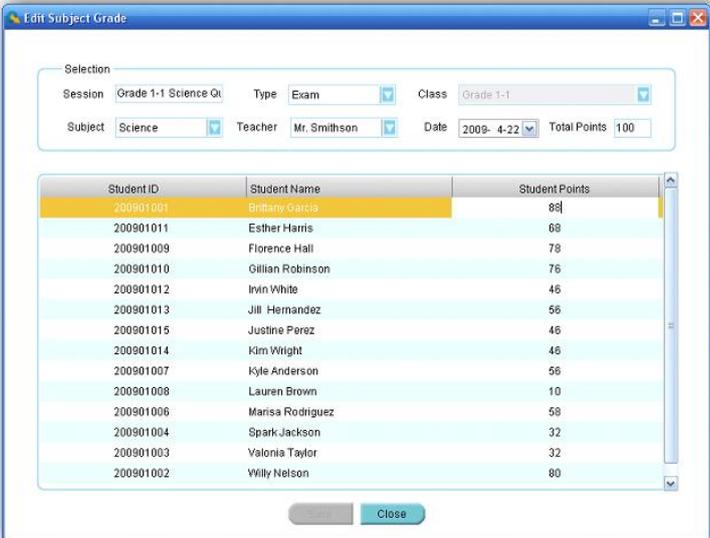 Edit Subject Grade
Selection
Session Grade 1-1 Science Qu Type Exam Class Grade 1-1
Subject Science Teacher Mr. Smithson Date 2009- 4-22 Total Points 100
Student ID Student Name Student Points
200901001 Brittany Garcia 88
200901011 Esther Harris 68
200901009 Florence Hall 78
200901010 Gillian Robinson 76
200901012 Irvin White 46
200901013 Jill Hernandez 56
200901015 Justine Perez 46
200901014 Kim Wright 46
200901007 Kyle Anderson 56
200901008 Lauren Brown 10
200901006 Marisa Rodriguez 58
200901004 Spark Jackson 32
200901003 Valonia Taylor 32
200901002 Willy Nelson 80
Save Close